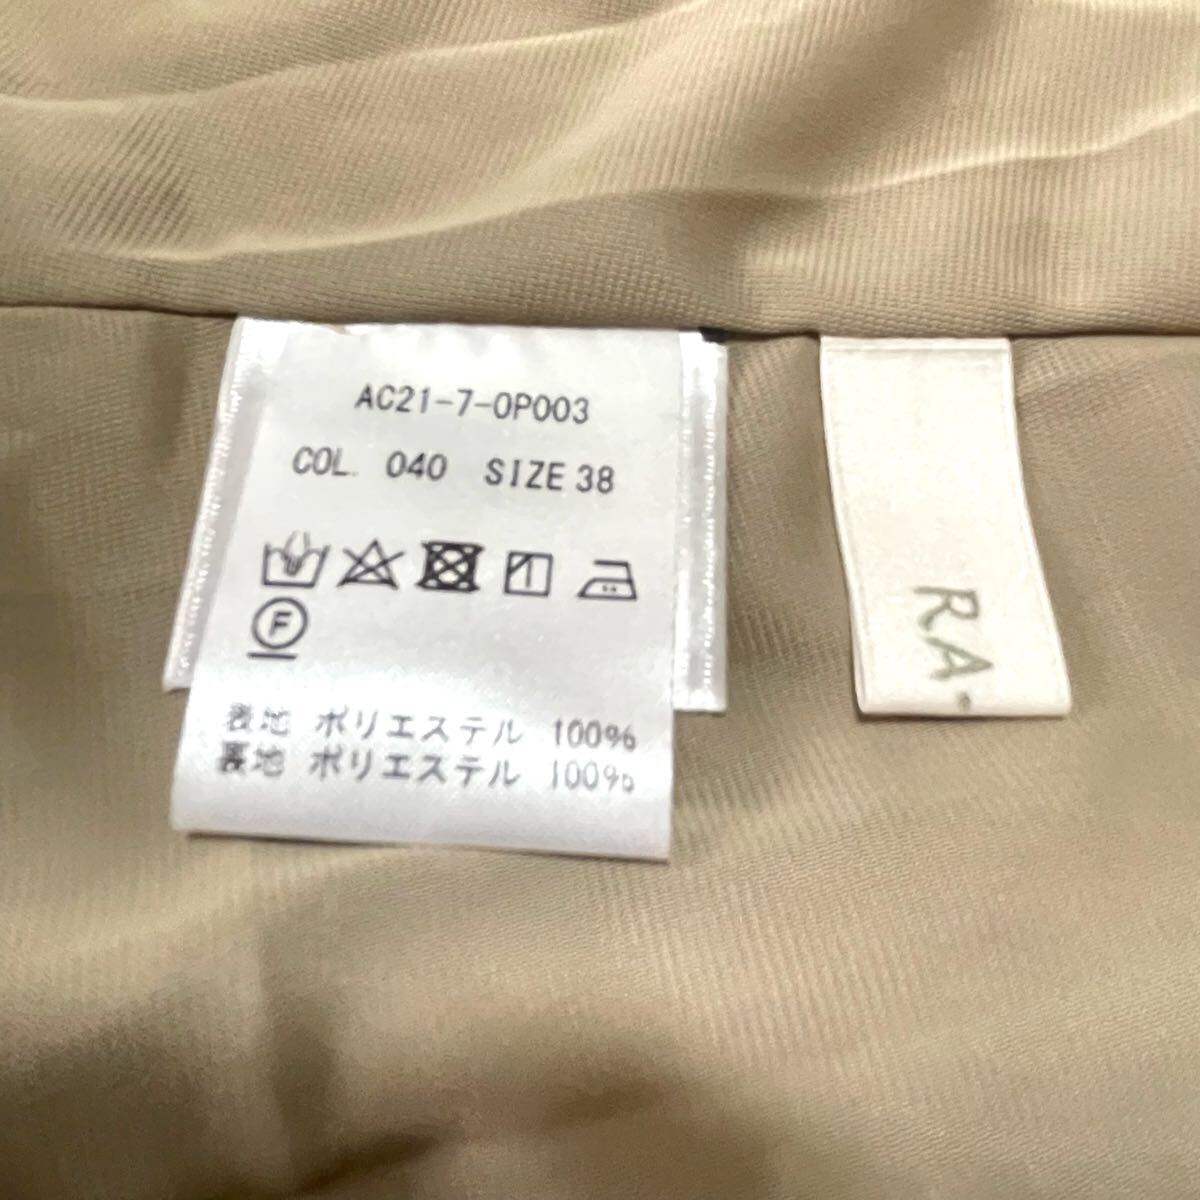 AC21-7-OP003
COL. 040 SIZE 38
F
表地 ポリエステル 100%
裏地 ポリエステル 100%
RA